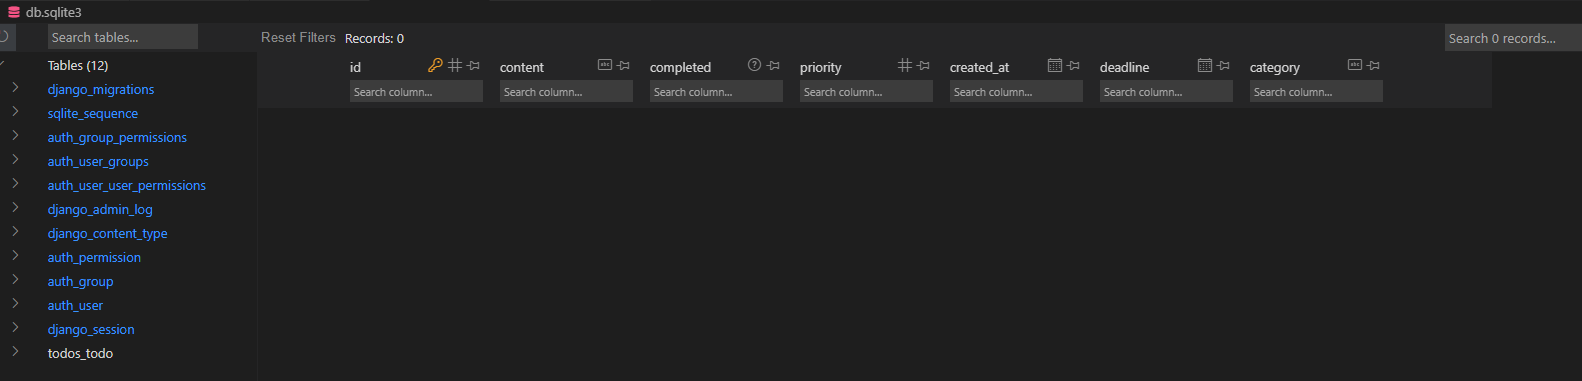 db.sqlite3
Search tables...
Reset Filters Records: 0
Search 0 records...
Tables (12)
id content completed priority created_at deadline category
Search column... Search column... Search column... Search column... Search column... Search column... Search column...
django_migrations
sqlite_sequence
auth_group_permissions
auth_user_groups
auth_user_user_permissions
django_admin_log
django_content_type
auth_permission
auth_group
auth_user
django_session
todos_todo